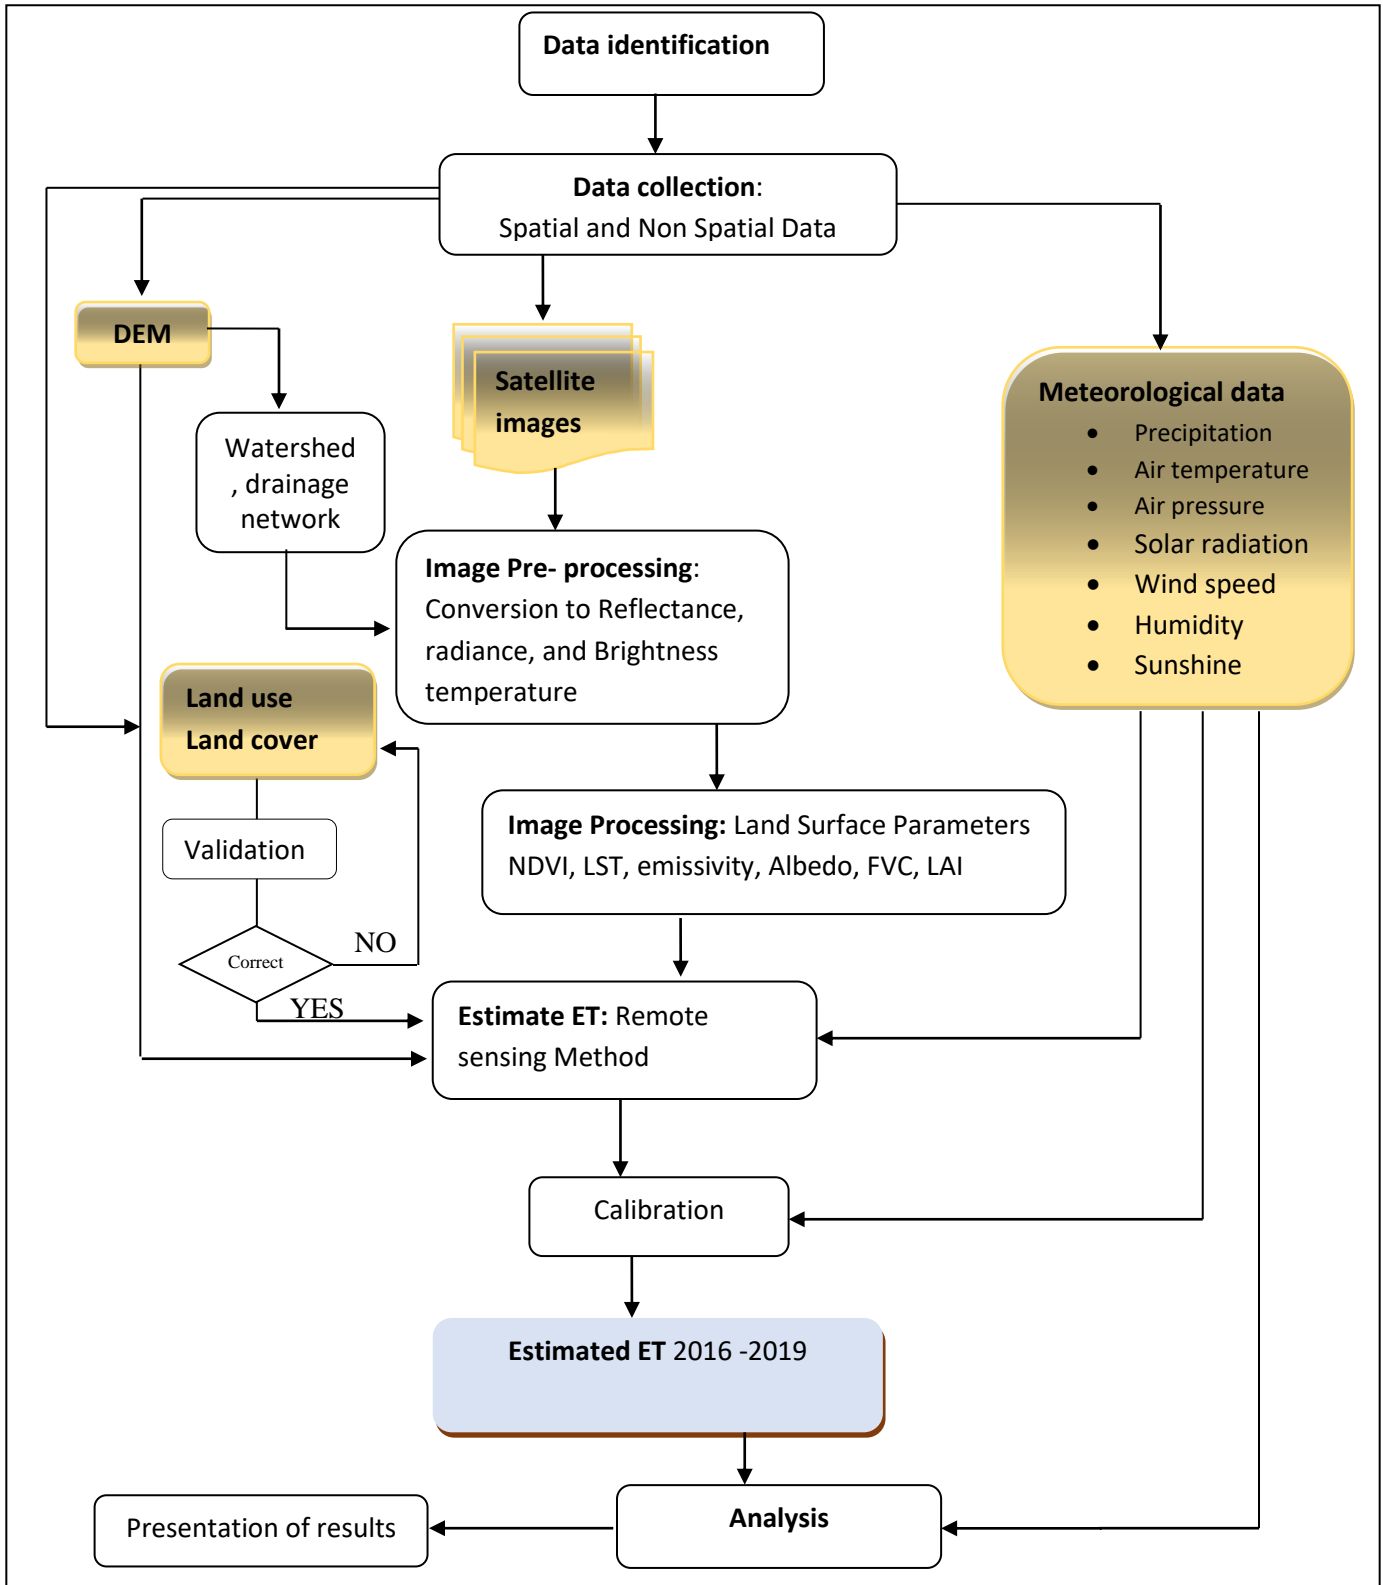 Data identification
Data collection:
Spatial and Non Spatial Data
DEM
Satellite
images
Meteorological data
• Precipitation
• Air temperature
• Air pressure
• Solar radiation
• Wind speed
• Humidity
• Sunshine
Watershed
, drainage
network
Image Pre- processing:
Conversion to Reflectance,
radiance, and Brightness
temperature
Land use
Land cover
Validation
Image Processing: Land Surface Parameters
NDVI, LST, emissivity, Albedo, FVC, LAI
Correct
NO
YES
Estimate ET: Remote
sensing Method
Calibration
Estimated ET 2016 -2019
Analysis
Presentation of results